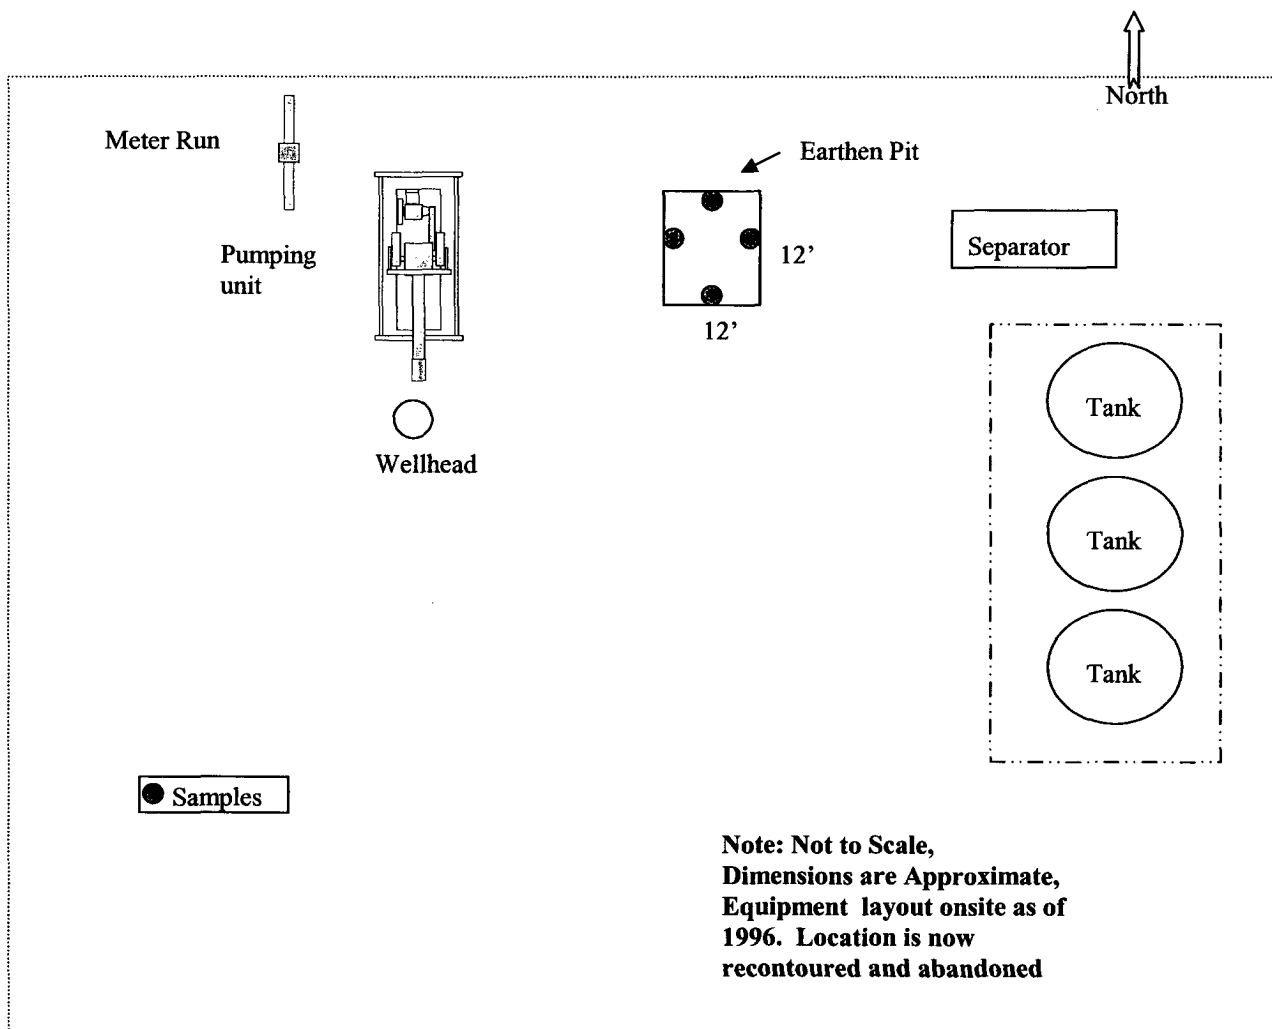 North
Meter Run
Earthen Pit
Pumping
unit
12’
Separator
12’
Tank
Wellhead
Tank
Tank
Samples
Note: Not to Scale,
Dimensions are Approximate,
Equipment layout onsite as of
1996. Location is now
recontoured and abandoned